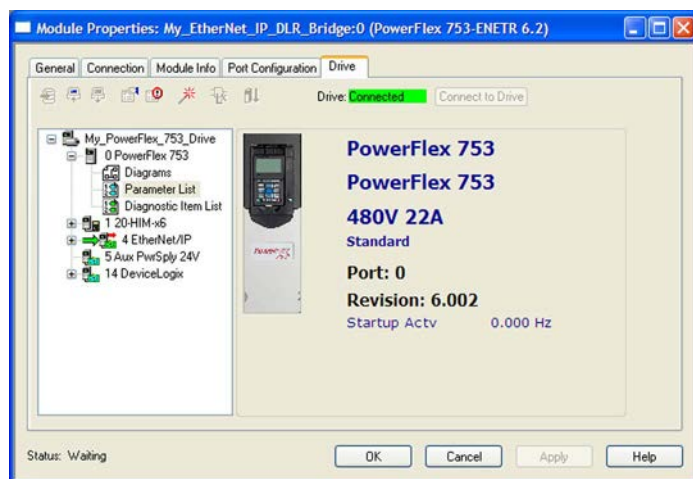 Module Properties: My_EtherNet_IP_DLR_Bridge:0 (PowerFlex 753-ENETR 6.2)
General Connection Module Info Port Configuration Drive
Drive: Connected Connect to Drive
My_PowerFlex_753_Drive
0 PowerFlex 753
Diagrams
Parameter List
Diagnostic Item List
1 20-HIM-x6
4 EtherNet/IP
5 Aux PwrSply 24V
14 DeviceLogix
PowerFlex 753
PowerFlex 753
480V 22A
Standard
Port: 0
Revision: 6.002
Startup Actv 0.000 Hz
Status: Waiting
OK Cancel Apply Help